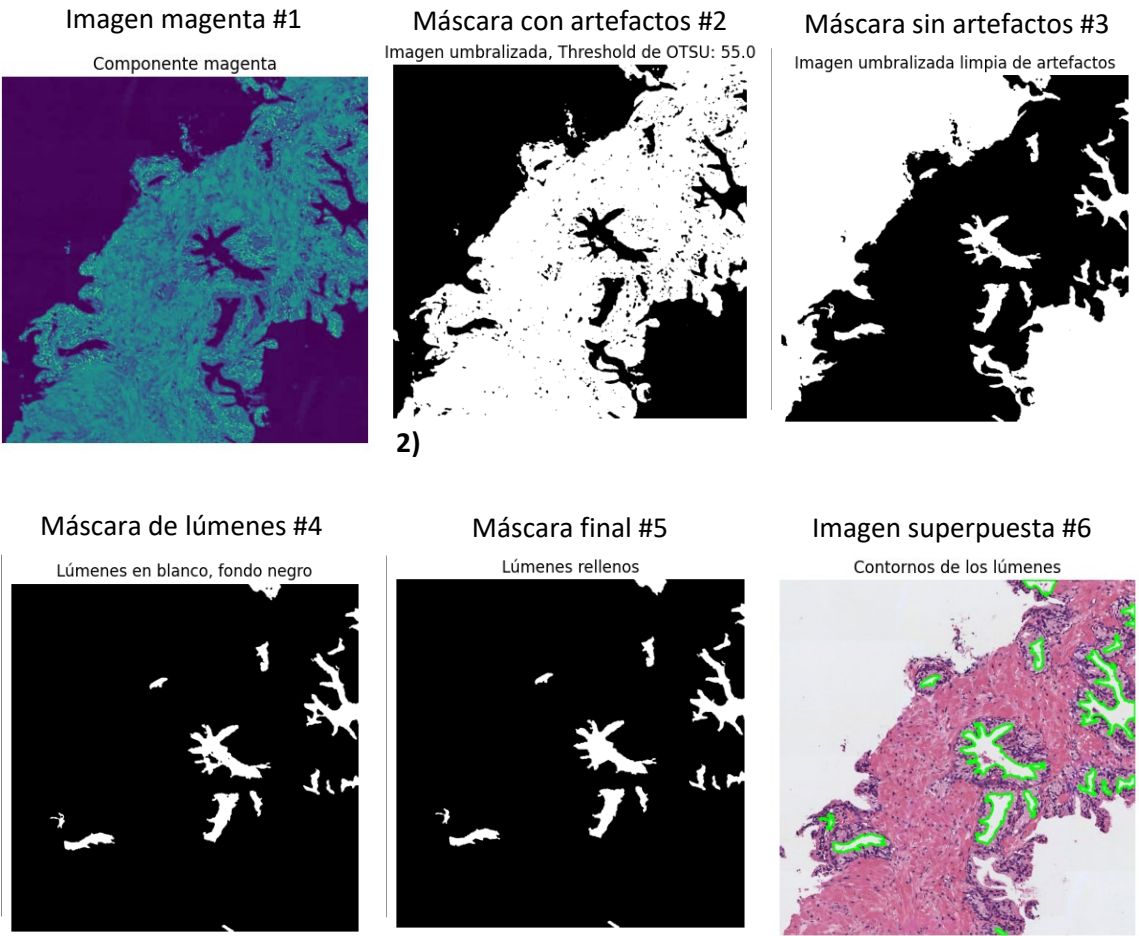 Imagen magenta #1
Componente magenta
Máscara con artefactos #2
Imagen umbralizada, Threshold de OTSU: 55.0
Máscara sin artefactos #3
Imagen umbralizada limpia de artefactos
2)
Máscara de lúmenes #4
Lúmenes en blanco, fondo negro
Máscara final #5
Lúmenes rellenos
Imagen superpuesta #6
Contornos de los lúmenes